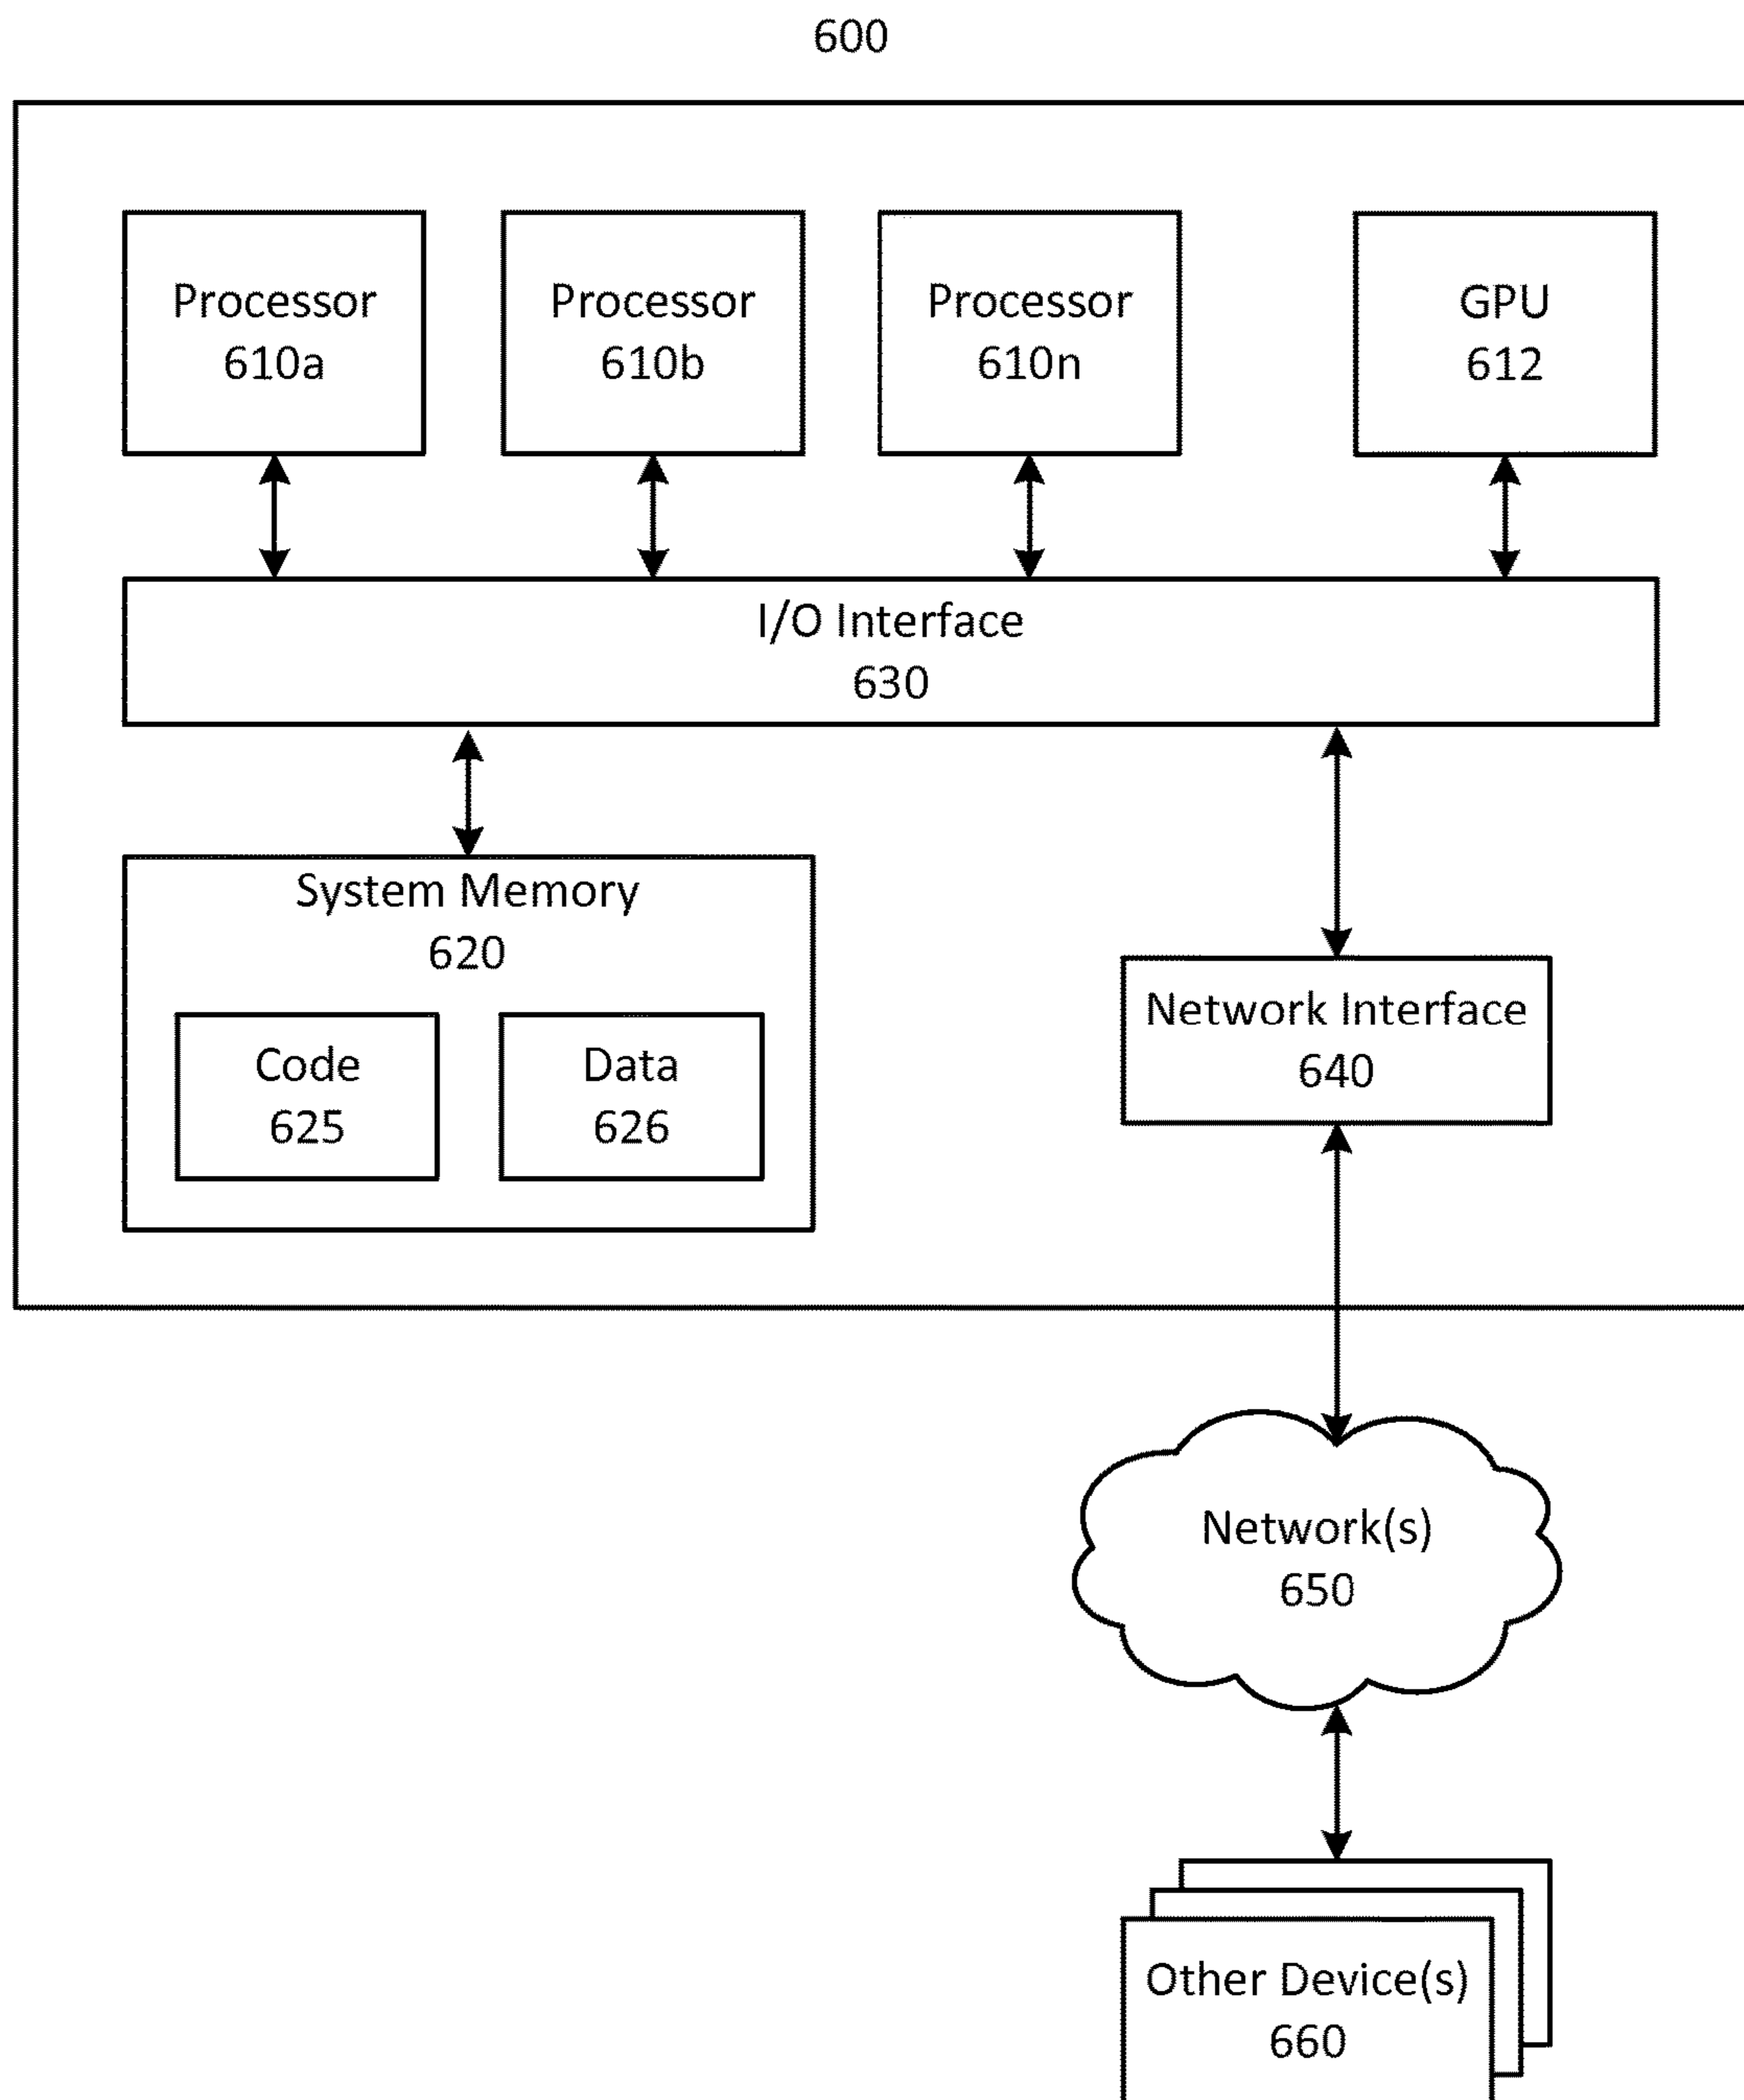 600
Processor
610a
Processor
610b
Processor
610n
GPU
612
I/O Interface
630
System Memory
620
Code
625
Data
626
Network Interface
640
Network(s)
650
Other Device(s)
660